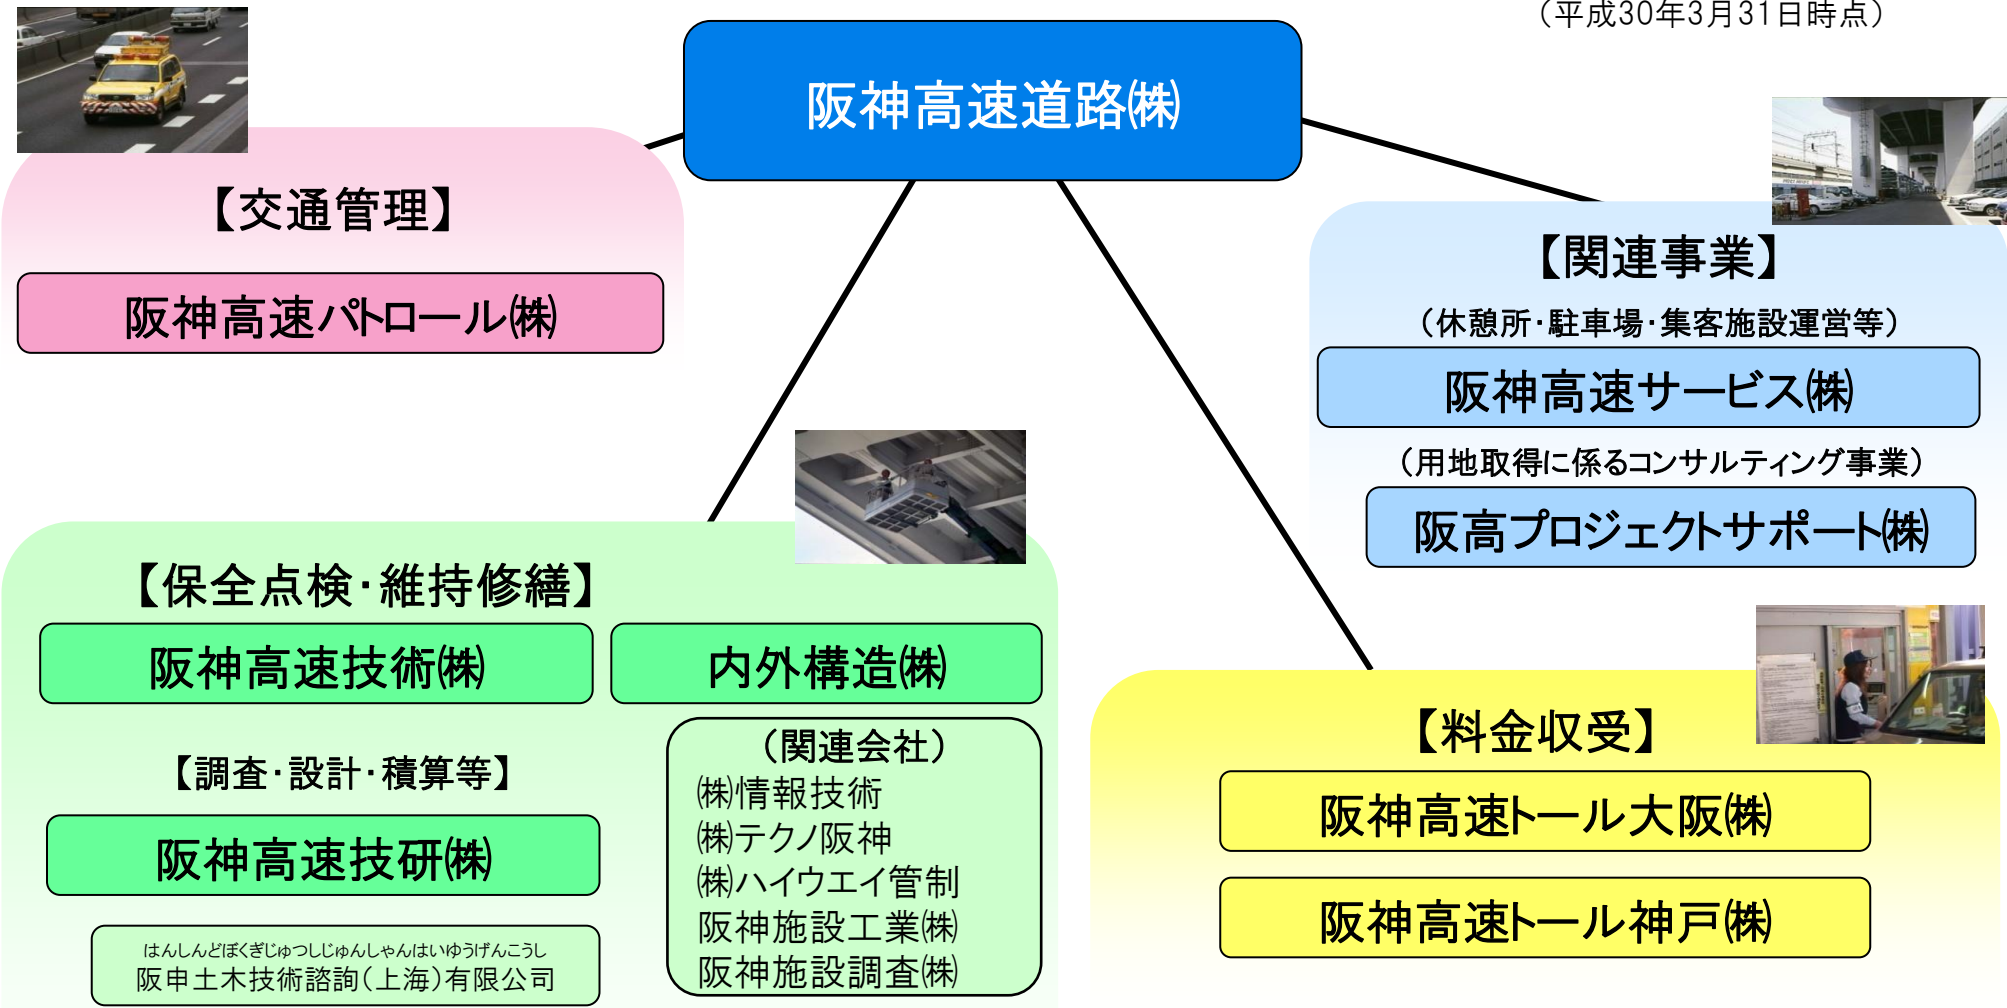 （平成30年3月31日時点）
阪神高速道路㈱
【交通管理】
阪神高速パトロール㈱
【関連事業】
（休憩所･駐車場･集客施設運営等）
阪神高速サービス㈱
（用地取得に係るコンサルティング事業）
阪高プロジェクトサポート㈱
【保全点検･維持修繕】
阪神高速技術㈱
内外構造㈱
【調査･設計･積算等】
阪神高速技研㈱
はんしんどぼくぎじゅつしじゅんしゃんはいゆうげんこうし
阪申土木技術諮詢（上海）有限公司
（関連会社）
㈱情報技術
㈱テクノ阪神
㈱ハイウエイ管制
阪神施設工業㈱
阪神施設調査㈱
【料金収受】
阪神高速トール大阪㈱
阪神高速トール神戸㈱